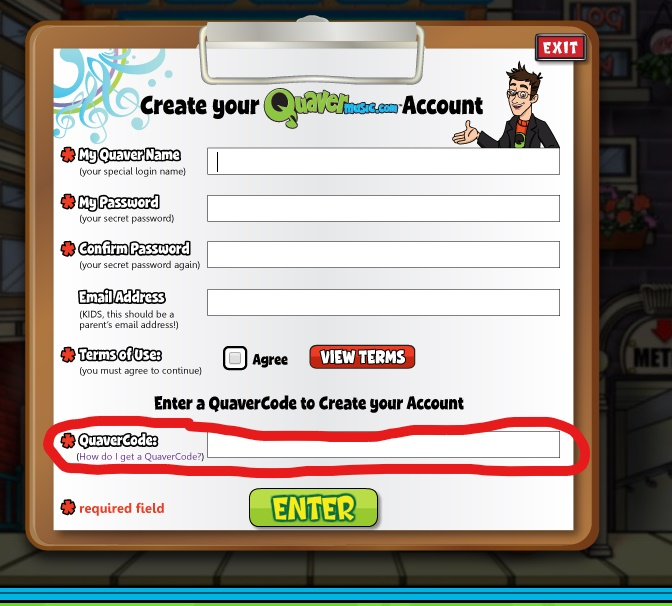 LOG
EXIT
Create your Quavermusic.com Account
* My Quaver Name
(your special login name)
* My Password
(your secret password)
* Confirm Password
(your secret password again)
Email Address
(KIDS, this should be a
parent's email address!)
* Terms of Use:
(you must agree to continue)
Agree
VIEW TERMS
MET
Enter a QuaverCode to Create your Account
* QuaverCode:
(How do I get a QuaverCode?)
* required field
ENTER